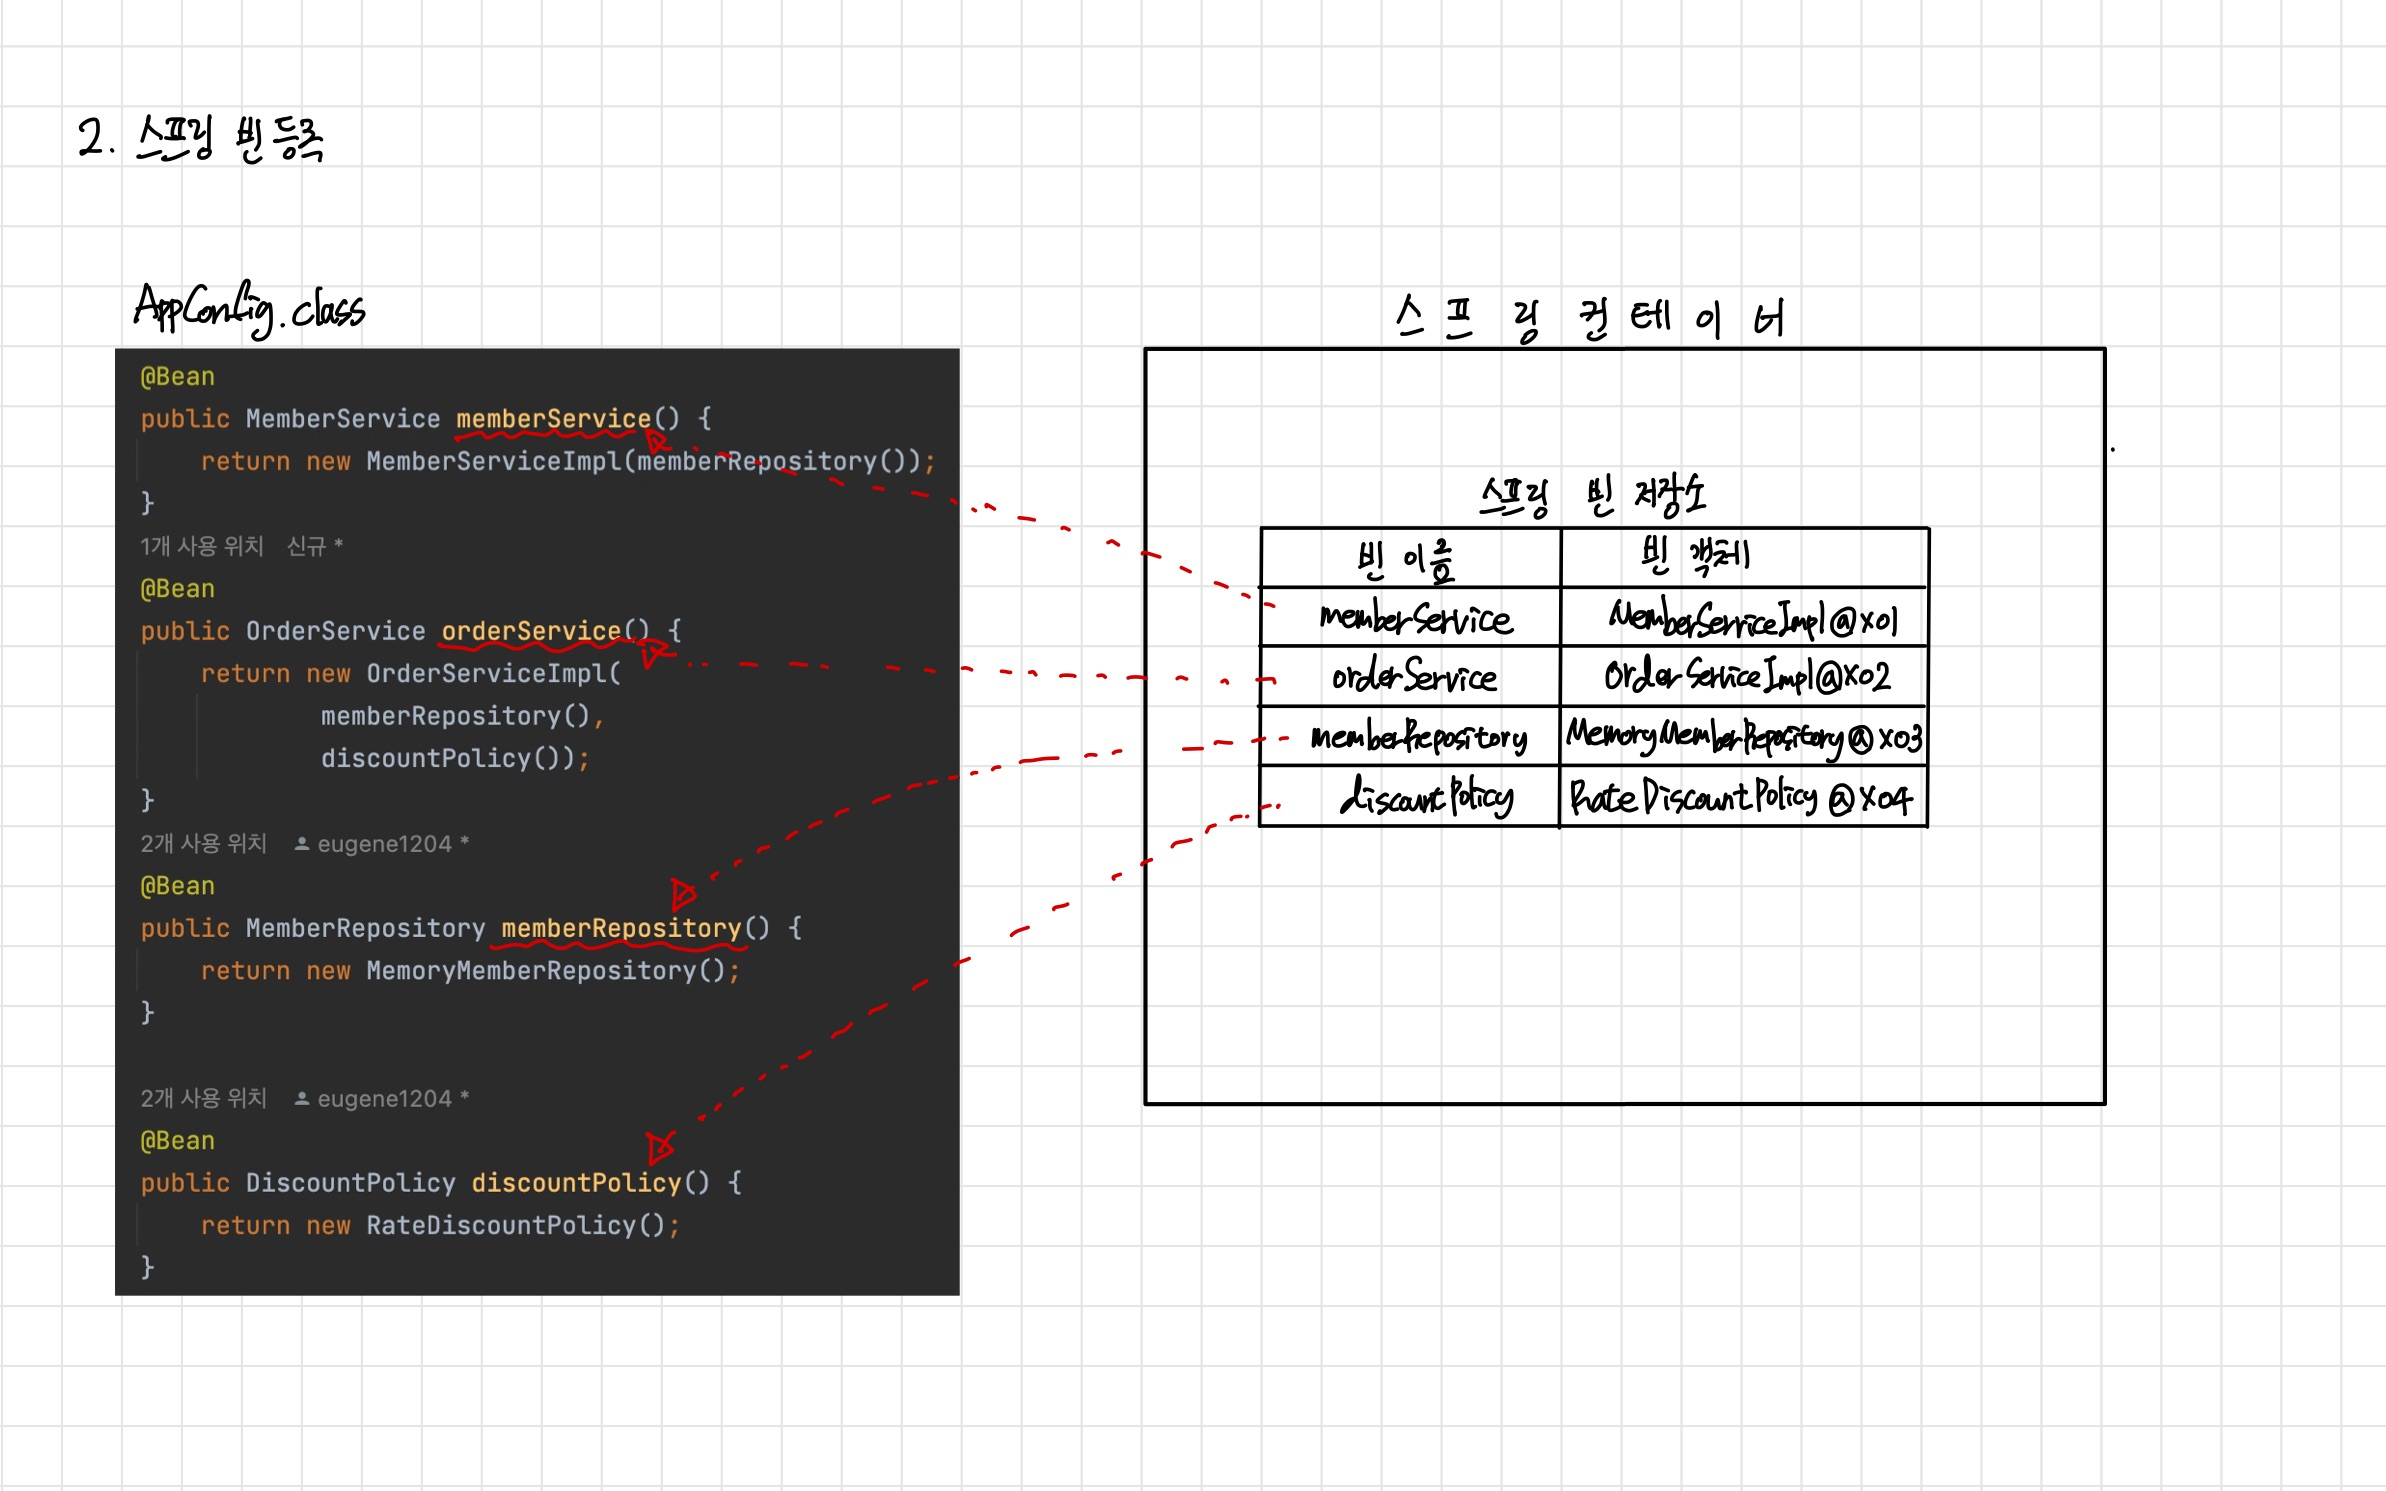 2. 스프링 빈 등록
AppConfig.class
@Bean
public MemberService memberService() {
return new MemberServiceImpl(memberRepository());
}
1개 사용 위치 신규 *
@Bean
public OrderService orderService() {
return new OrderServiceImpl(
memberRepository(),
discountPolicy());
}
2개 사용 위치 eugene1204 *
@Bean
public MemberRepository memberRepository() {
return new MemoryMemberRepository();
}
2개 사용 위치 eugene1204 *
@Bean
public DiscountPolicy discountPolicy() {
return new RateDiscountPolicy();
}
스프링 컨테이너
스프링 빈 저장소
빈 이름 빈 객체
memberService MemberServiceImpl@x01
orderService OrderServiceImpl@x02
memberRepository MemoryMemberRepository@x03
discountPolicy RateDiscountPolicy@x04